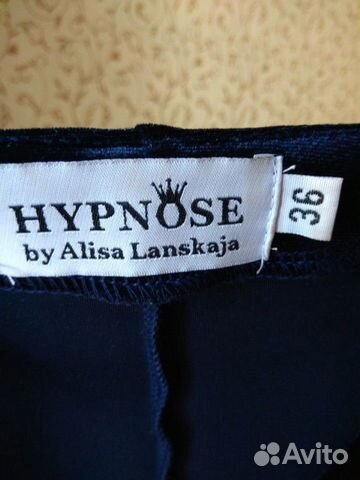 HYPNOSE
by Alisa Lanskaja
36
Avito